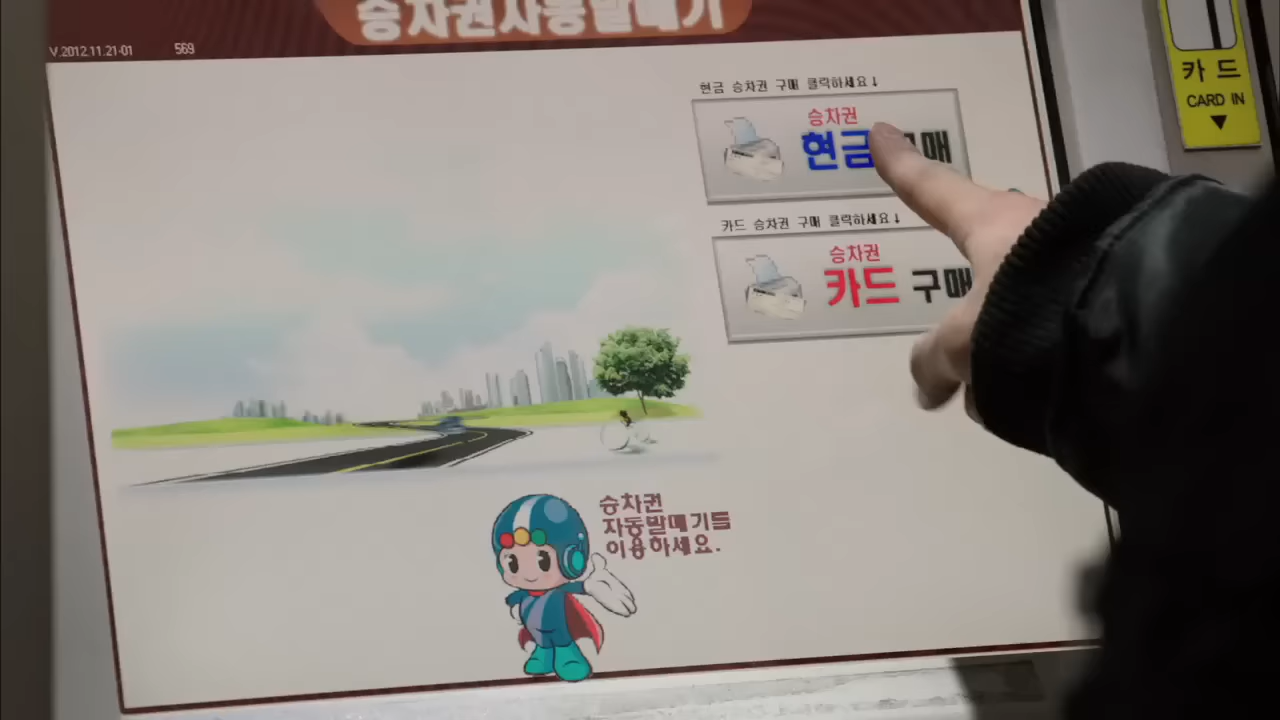 승차권자동발매기
V.2012.11.21-01 569
현금 승차권 구매 클릭하세요↓
승차권
현금 구매
카드 승차권 구매 클릭하세요↓
승차권
카드 구매
승차권
자동발매기를
이용하세요.
카드
CARD IN